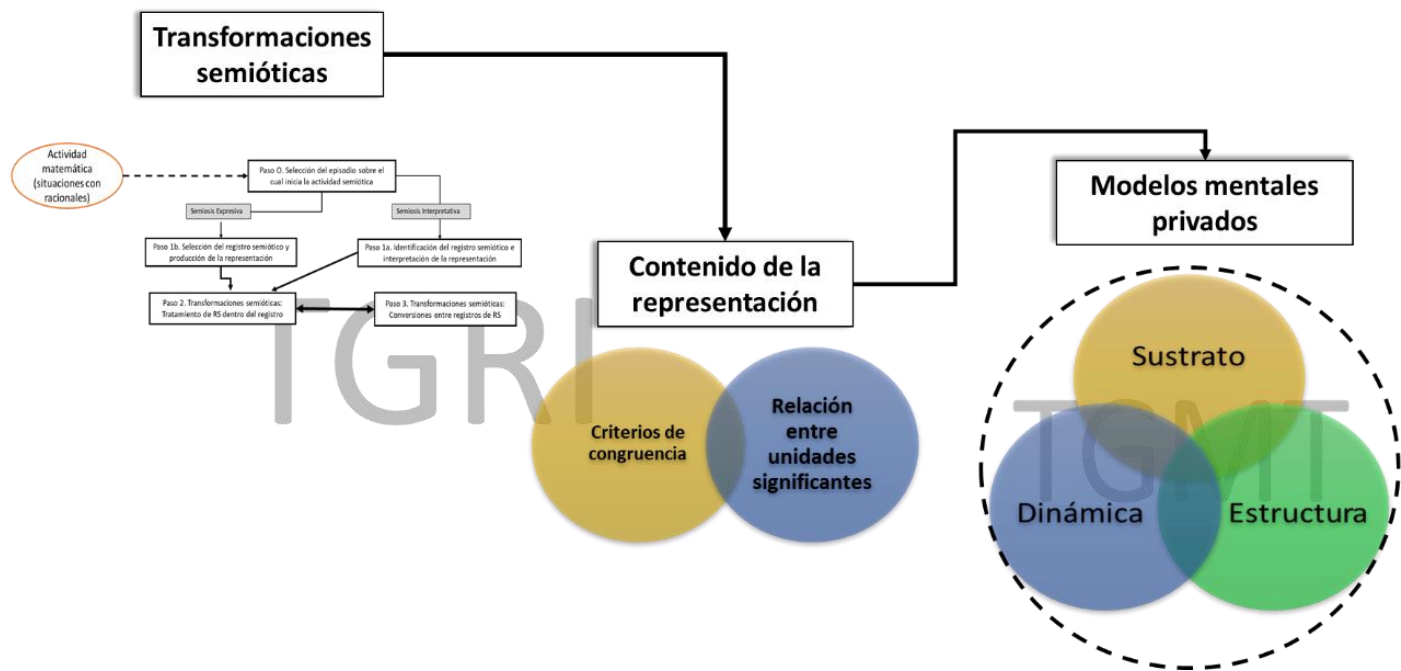 Transformaciones
semióticas
Actividad
matemática
(situaciones con
racionales)
Paso O. Selección del episodio sobre el
cual inicia la actividad semiótica
Semiosis Expresiva
Semiosis Interpretativa
Paso 1b. Selección del registro semiótico y
producción de la representación
Paso 1a. Identificación del registro semiótico e
interpretación de la representación
Paso 2. Transformaciones semióticas:
Tratamiento de RS dentro del registro
Paso 3. Transformaciones semióticas:
Conversiones entre registros de RS
TGRI
Contenido de la
representación
Criterios de
congruencia
Relación
entre
unidades
significantes
Modelos mentales
privados
Sustrato
TGMT
Dinámica
Estructura